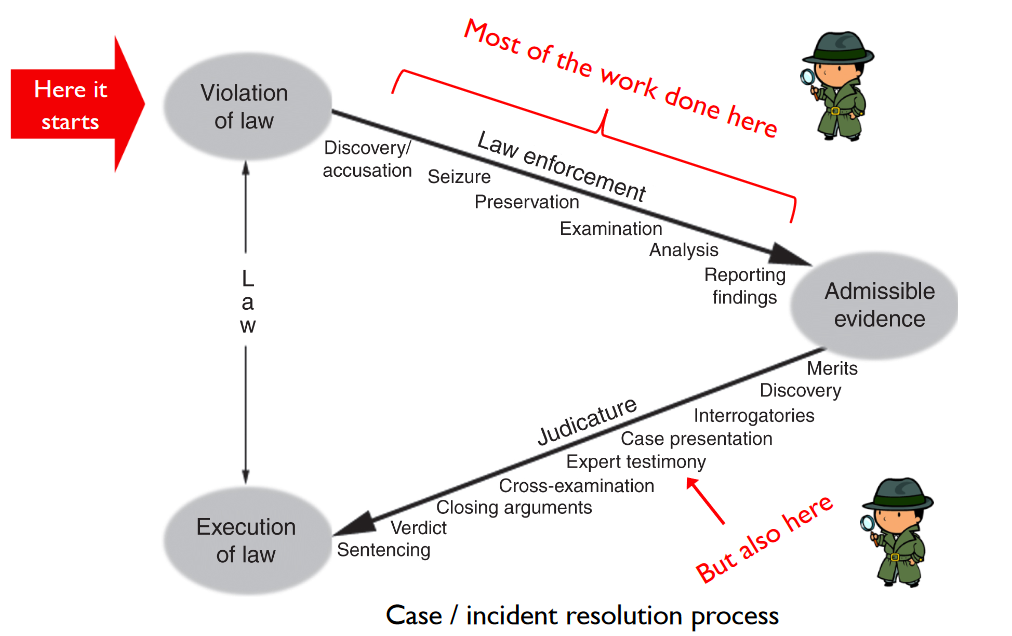 Here it
starts
Violation
of law
Most of the work done here
Law enforcement
Discovery/
accusation
Seizure
Preservation
Examination
Analysis
Reporting
findings
Admissible
evidence
L
a
w
Judicature
Merits
Discovery
Interrogatories
Case presentation
Expert testimony
Cross-examination
Closing arguments
Verdict
Sentencing
But also here
Execution
of law
Case / incident resolution process